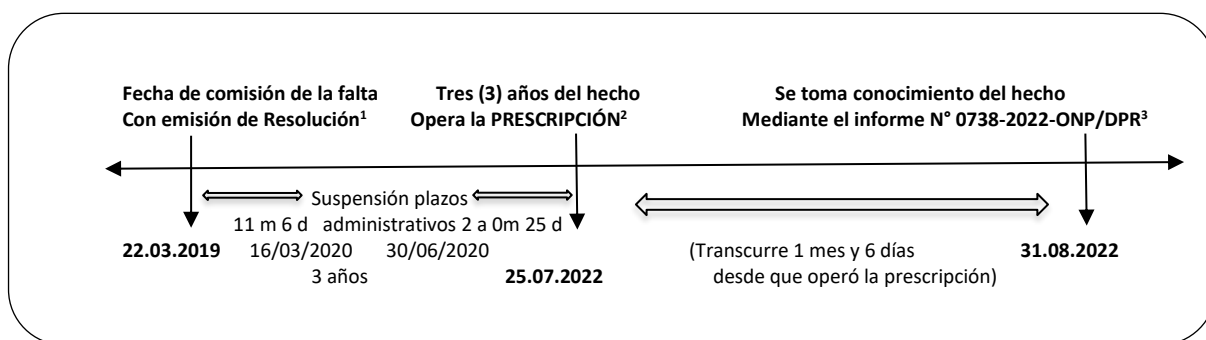 Fecha de comisión de la falta
Con emisión de Resolución¹
Tres (3) años del hecho
Opera la PRESCRIPCIÓN²
Se toma conocimiento del hecho
Mediante el informe N° 0738-2022-ONP/DPR³
Suspensión plazos
11 m 6 d administrativos 2 a 0m 25 d
22.03.2019 16/03/2020 30/06/2020
3 años 25.07.2022
(Transcurre 1 mes y 6 días
desde que operó la prescripción)
31.08.2022